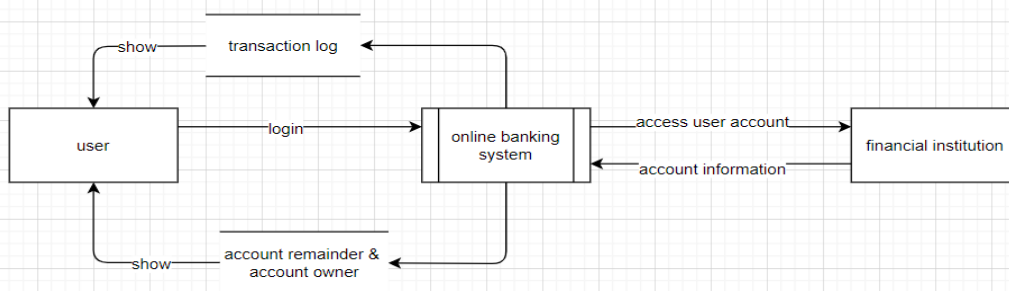 show
transaction log
user
login
online banking
system
access user account
account information
financial institution
show
account remainder &
account owner